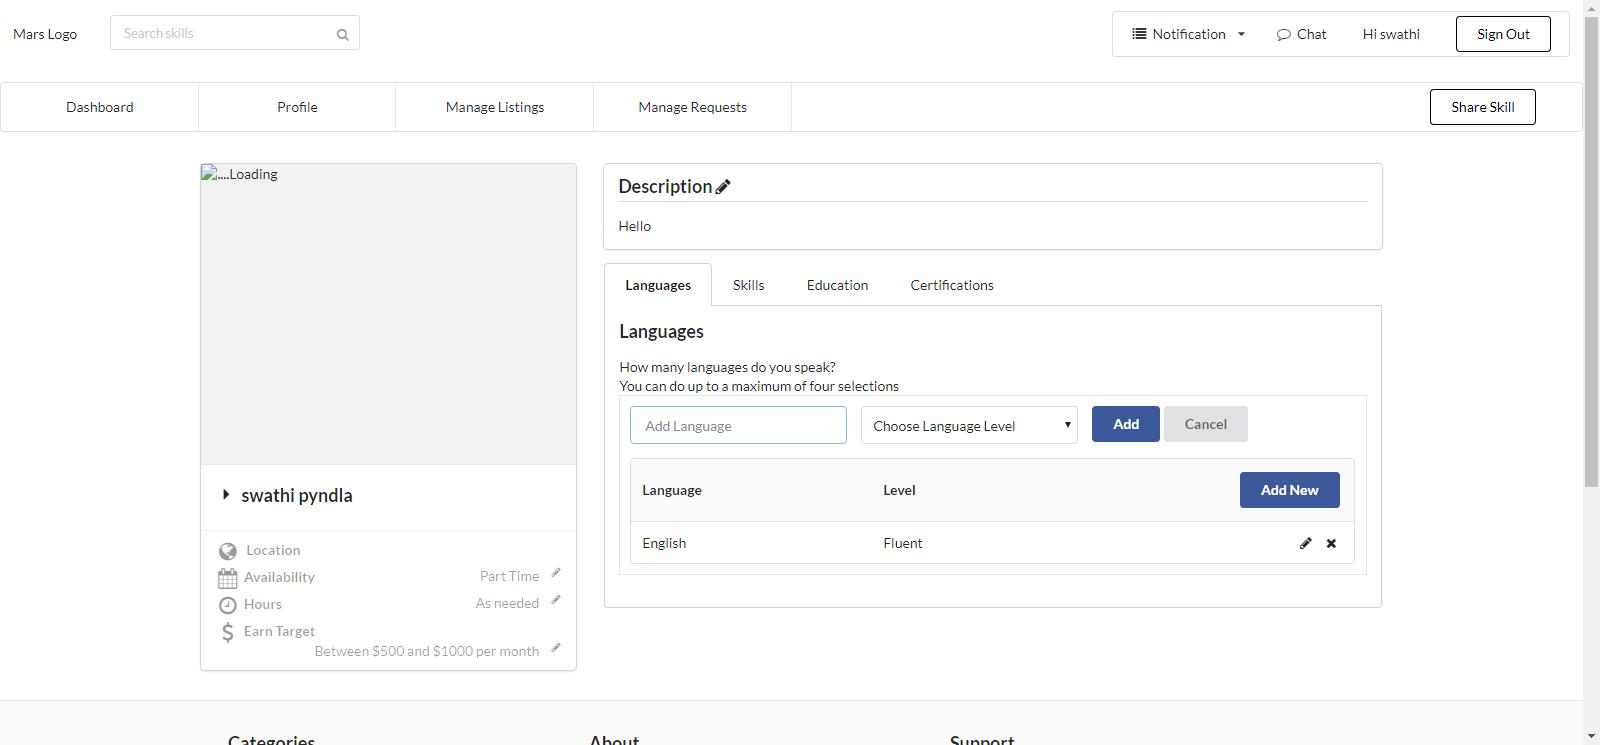 Mars Logo
Search skills
Notification
Chat
Hi swathi
Sign Out
Dashboard
Profile
Manage Listings
Manage Requests
Share Skill
....Loading
swathi pyndla
Location
Availability
Part Time
Hours
As needed
Earn Target
Between $500 and $1000 per month
Description
Hello
Languages
Skills
Education
Certifications
Languages
How many languages do you speak?
You can do up to a maximum of four selections
Add Language
Choose Language Level
Add
Cancel
Language
Level
Add New
English
Fluent
Categories
About
Support